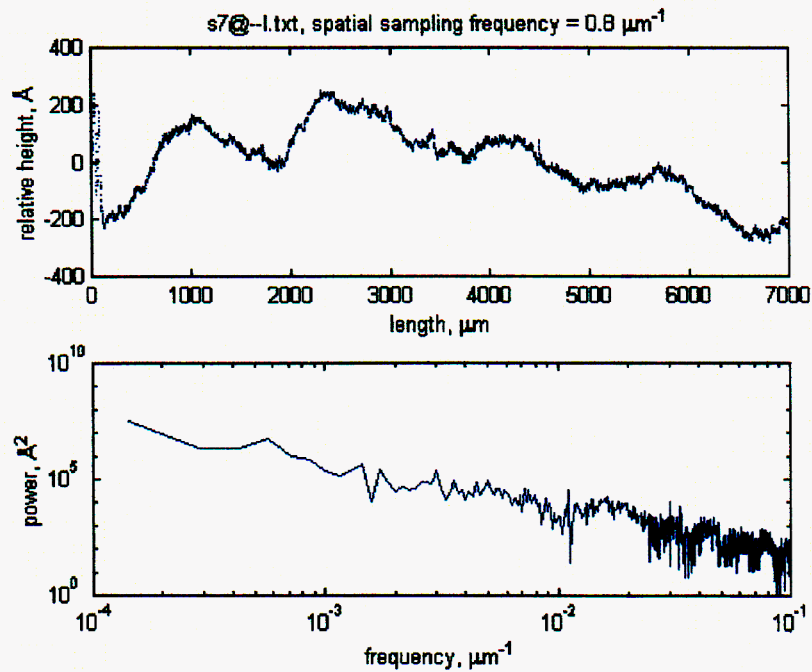 s7@--l.txt, spatial sampling frequency = 0.8 µm⁻¹
relative height, Å
400
200
0
-200
-400
0 1000 2000 3000 4000 5000 6000 7000
length, µm
power, Å²
10¹⁰
10⁵
10⁰
10⁻⁴ 10⁻³ 10⁻² 10⁻¹
frequency, µm⁻¹